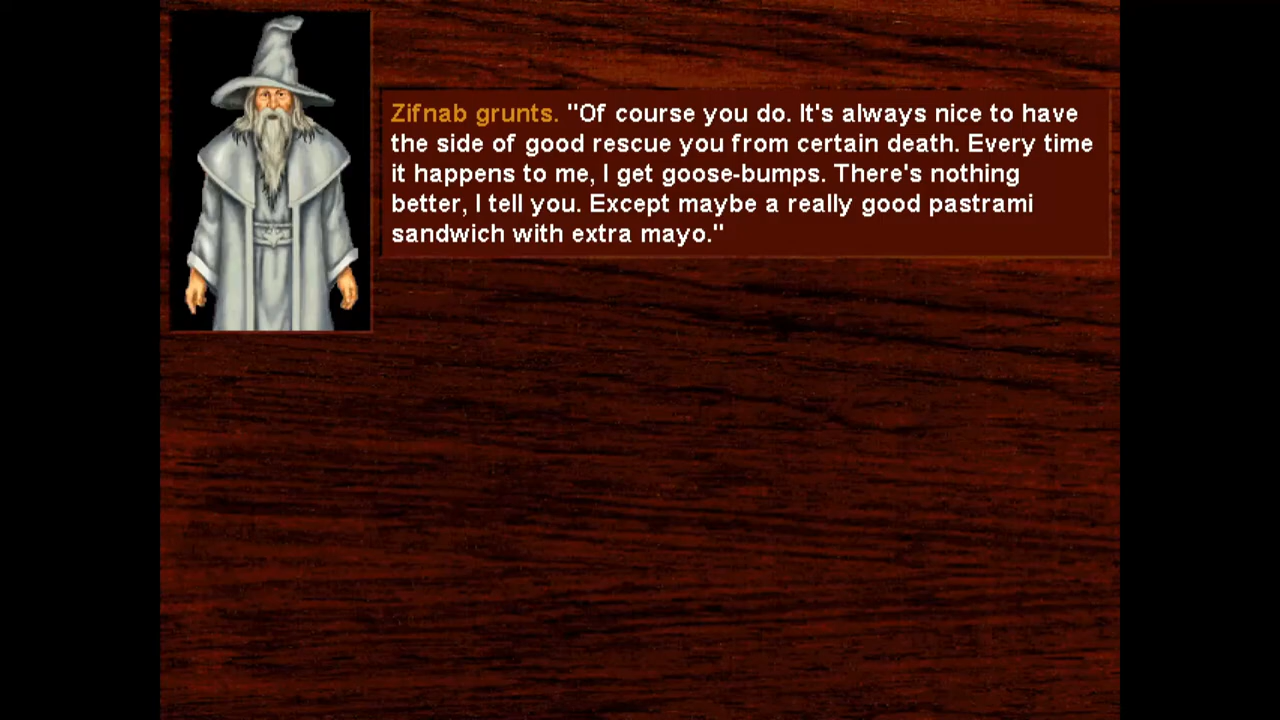 Zifnab grunts. "Of course you do. It's always nice to have
the side of good rescue you from certain death. Every time
it happens to me, I get goose-bumps. There's nothing
better, I tell you. Except maybe a really good pastrami
sandwich with extra mayo."